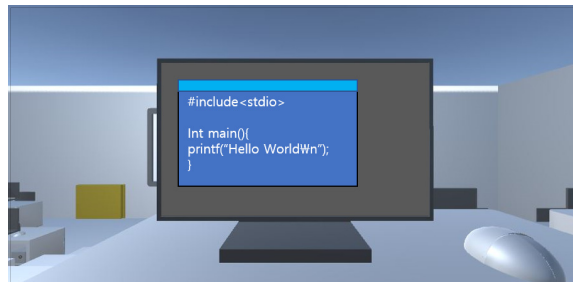 #include<stdio>
Int main(){
printf(“Hello World₩n”);
}